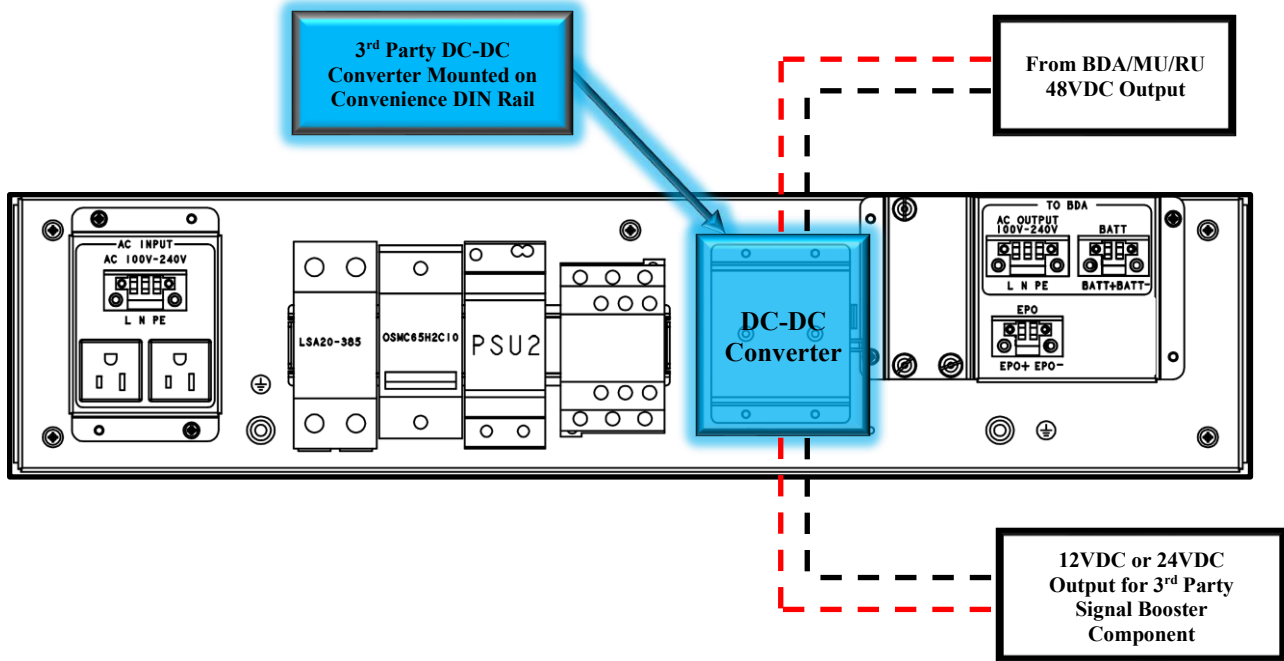 3rd Party DC-DC
Converter Mounted on
Convenience DIN Rail
From BDA/MU/RU
48VDC Output
AC INPUT
AC 100V-240V
L N PE
LSA20-385
OSMC65H2C10
PSU2
DC-DC
Converter
TO BDA
AC OUTPUT
100V-240V
L N PE
BATT
BATT+BATT-
EPO
EPO+ EPO-
12VDC or 24VDC
Output for 3rd Party
Signal Booster
Component